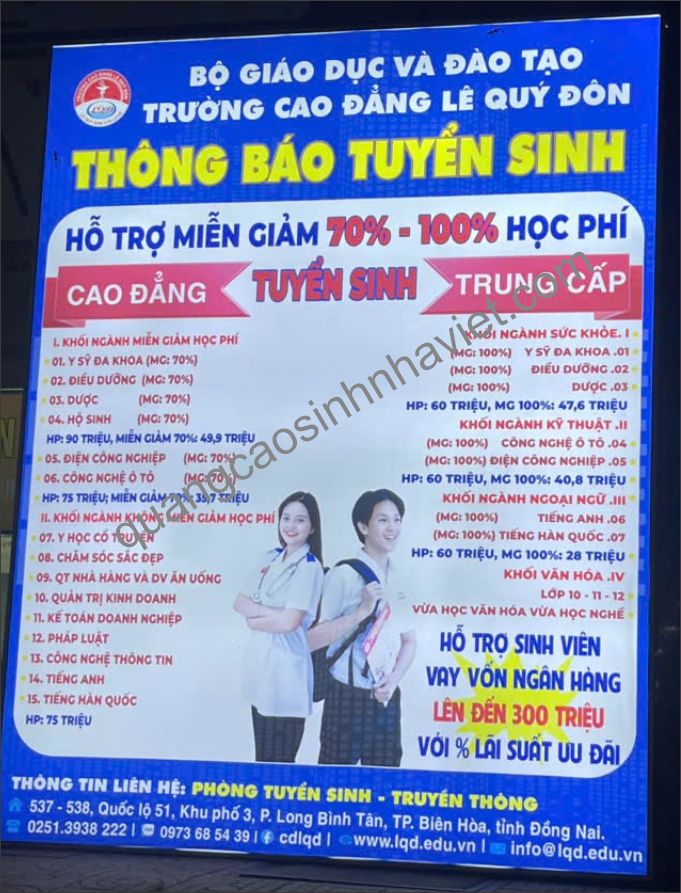 BỘ GIÁO DỤC VÀ ĐÀO TẠO
TRƯỜNG CAO ĐẲNG LÊ QUÝ ĐÔN
THÔNG BÁO TUYỂN SINH
HỖ TRỢ MIỄN GIẢM 70% - 100% HỌC PHÍ
CAO ĐẲNG
TUYỂN SINH
TRUNG CẤP
I. KHỐI NGÀNH MIỄN GIẢM HỌC PHÍ
01. Y SỸ ĐA KHOA (MG: 70%)
02. ĐIỀU DƯỠNG (MG: 70%)
03. DƯỢC (MG: 70%)
04. HỘ SINH (MG: 70%)
HP: 90 TRIỆU, MIỄN GIẢM 70%: 49,9 TRIỆU
05. ĐIỆN CÔNG NGHIỆP (MG: 70%)
06. CÔNG NGHỆ Ô TÔ (MG: 70%)
HP: 75 TRIỆU; MIỄN GIẢM 70% 35,7 TRIỆU
II. KHỐI NGÀNH KHÔNG MIỄN GIẢM HỌC PHÍ
07. Y HỌC CỔ TRUYỀN
08. CHĂM SÓC SẮC ĐẸP
09. QT NHÀ HÀNG VÀ DV ĂN UỐNG
10. QUẢN TRỊ KINH DOANH
11. KẾ TOÁN DOANH NGHIỆP
12. PHÁP LUẬT
13. CÔNG NGHỆ THÔNG TIN
14. TIẾNG ANH
15. TIẾNG HÀN QUỐC
HP: 75 TRIỆU
KHỐI NGÀNH SỨC KHỎE. I
(MG: 100%) Y SỸ ĐA KHOA .01
(MG: 100%) ĐIỀU DƯỠNG .02
(MG: 100%) DƯỢC .03
HP: 60 TRIỆU, MG 100%: 47,6 TRIỆU
KHỐI NGÀNH KỸ THUẬT .II
(MG: 100%) CÔNG NGHỆ Ô TÔ .04
(MG: 100%) ĐIỆN CÔNG NGHIỆP .05
HP: 60 TRIỆU, MG 100%: 40,8 TRIỆU
KHỐI NGÀNH NGOẠI NGỮ .III
(MG: 100%) TIẾNG ANH .06
(MG: 100%) TIẾNG HÀN QUỐC .07
HP: 60 TRIỆU, MG 100%: 28 TRIỆU
KHỐI VĂN HÓA .IV
LỚP 10 - 11 - 12
VỪA HỌC VĂN HÓA VỪA HỌC NGHỀ
HỖ TRỢ SINH VIÊN
VAY VỐN NGÂN HÀNG
LÊN ĐẾN 300 TRIỆU
VỚI % LÃI SUẤT ƯU ĐÃI
THÔNG TIN LIÊN HỆ: PHÒNG TUYỂN SINH - TRUYỀN THÔNG
537 - 538, Quốc lộ 51, Khu phố 3, P. Long Bình Tân, TP. Biên Hòa, tỉnh Đồng Nai.
0251.3938 222 | 0973 68 54 39 | cdlqd | www.lqd.edu.vn | info@lqd.edu.vn
quangcaosinhnhaviet.com